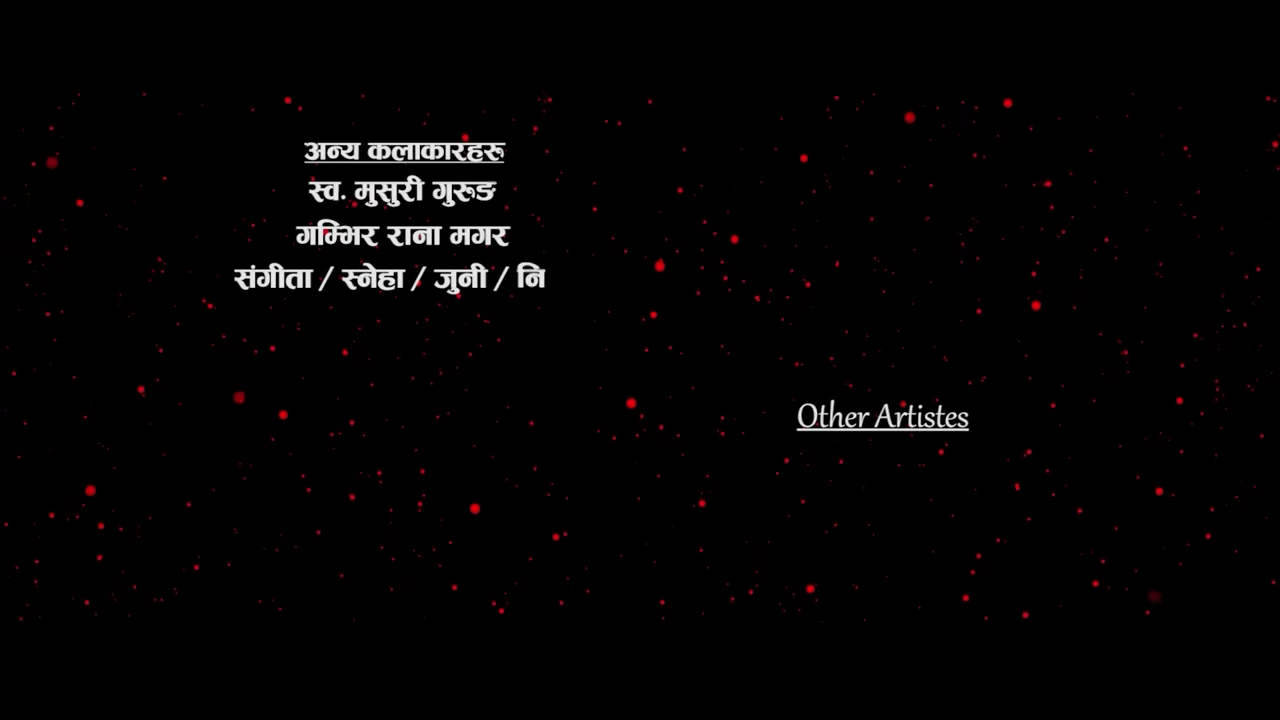 अन्य कलाकारहरू
स्व. मुसुरी गुरूङ
गम्भिर राना मगर
संगीता / स्नेहा / जुनी / नि
Other Artistes